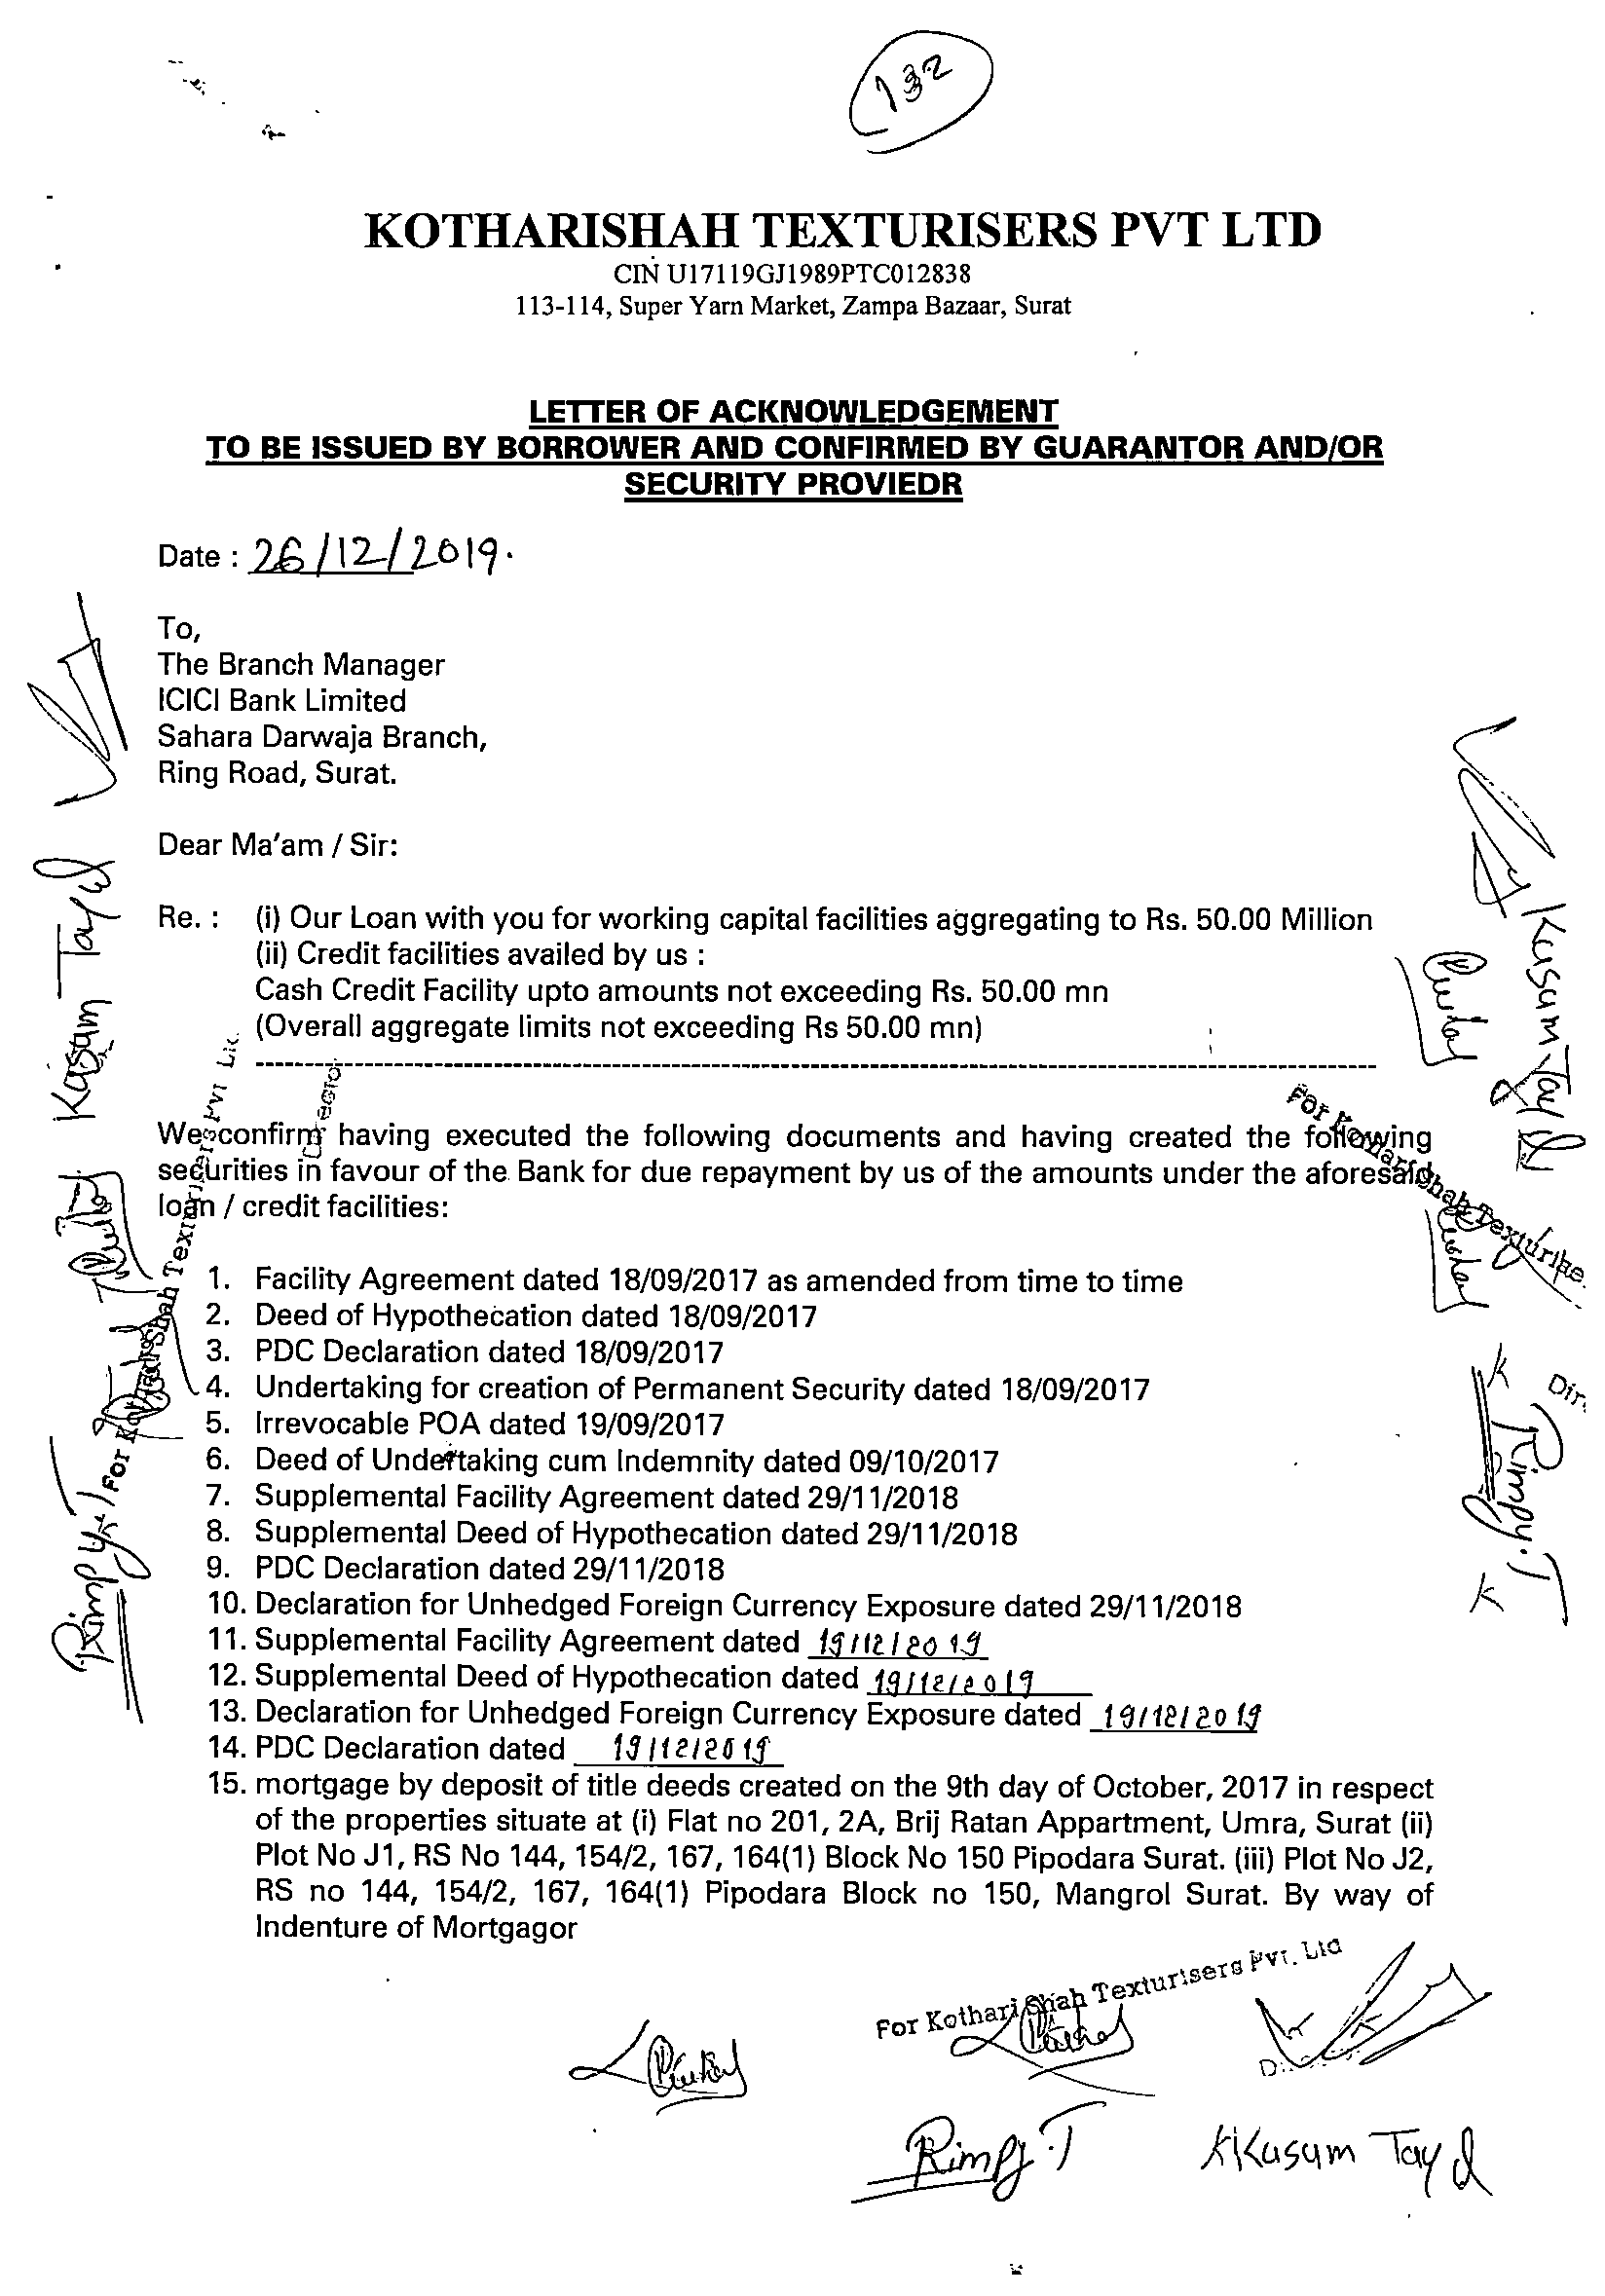 132
KOTHARISHAH TEXTURISERS PVT LTD
CIN U17119GJ1989PTC012838
113-114, Super Yarn Market, Zampa Bazaar, Surat
LETTER OF ACKNOWLEDGEMENT
TO BE ISSUED BY BORROWER AND CONFIRMED BY GUARANTOR AND/OR
SECURITY PROVIEDR
Date : 26/12/2019.
To,
The Branch Manager
ICICI Bank Limited
Sahara Darwaja Branch,
Ring Road, Surat.
Dear Ma'am / Sir:
Re. : (i) Our Loan with you for working capital facilities aggregating to Rs. 50.00 Million
(ii) Credit facilities availed by us :
Cash Credit Facility upto amounts not exceeding Rs. 50.00 mn
(Overall aggregate limits not exceeding Rs 50.00 mn)
We confirm having executed the following documents and having created the following
securities in favour of the Bank for due repayment by us of the amounts under the aforesaid
loan / credit facilities:
1. Facility Agreement dated 18/09/2017 as amended from time to time
2. Deed of Hypothecation dated 18/09/2017
3. PDC Declaration dated 18/09/2017
4. Undertaking for creation of Permanent Security dated 18/09/2017
5. Irrevocable POA dated 19/09/2017
6. Deed of Undertaking cum Indemnity dated 09/10/2017
7. Supplemental Facility Agreement dated 29/11/2018
8. Supplemental Deed of Hypothecation dated 29/11/2018
9. PDC Declaration dated 29/11/2018
10. Declaration for Unhedged Foreign Currency Exposure dated 29/11/2018
11. Supplemental Facility Agreement dated 19/12/2019
12. Supplemental Deed of Hypothecation dated 19/12/2019
13. Declaration for Unhedged Foreign Currency Exposure dated 19/12/2019
14. PDC Declaration dated 19/12/2019
15. mortgage by deposit of title deeds created on the 9th day of October, 2017 in respect
of the properties situate at (i) Flat no 201, 2A, Brij Ratan Appartment, Umra, Surat (ii)
Plot No J1, RS No 144, 154/2, 167, 164(1) Block No 150 Pipodara Surat. (iii) Plot No J2,
RS no 144, 154/2, 167, 164(1) Pipodara Block no 150, Mangrol Surat. By way of
Indenture of Mortgagor
For Kothari Shah Texturisers Pvt. Ltd
Rimpy.T
Kusum Tayl
Kusum Tayl
Rimpy.T
For Kothari Shah Texturisers Pvt Ltd
Director
Kusum Tayl
For Kothari Shah Texturise
Dir
Rimpy.T